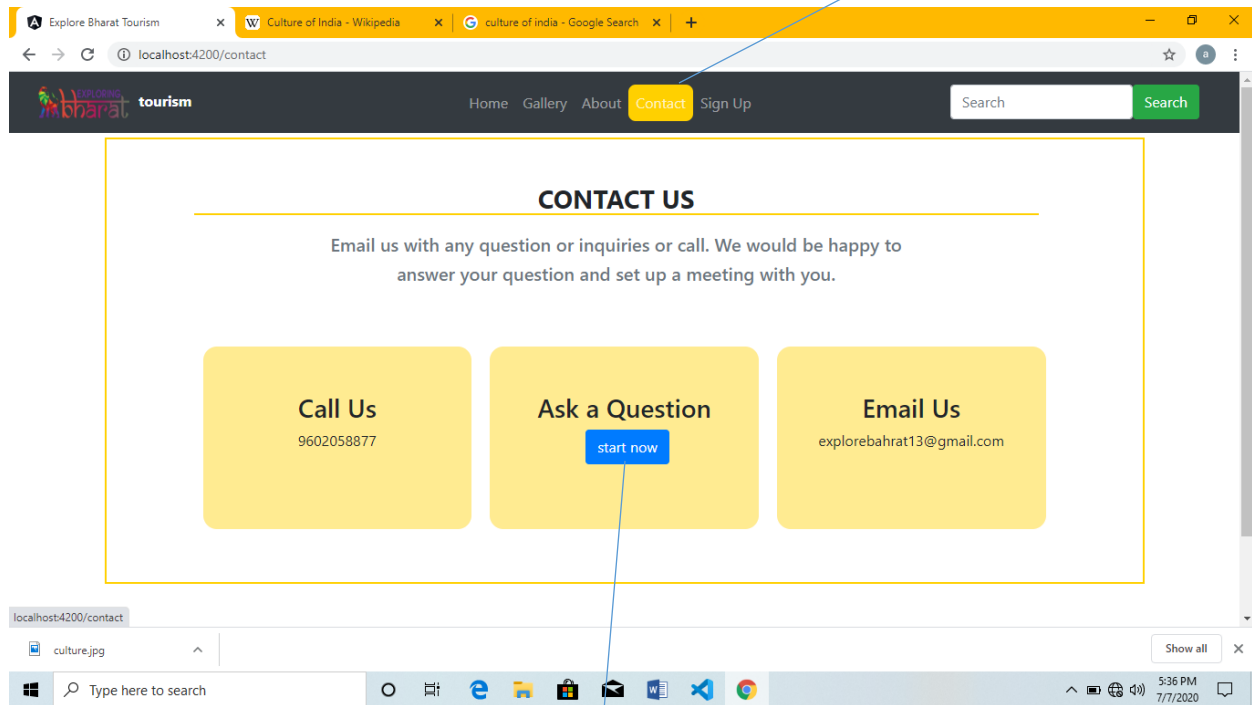 Explore Bharat Tourism
Culture of India - Wikipedia
culture of india - Google Search
localhost:4200/contact
a
EXPLORING
bharat
tourism
Home Gallery About Contact Sign Up
Search
Search
CONTACT US
Email us with any question or inquiries or call. We would be happy to
answer your question and set up a meeting with you.
Call Us
9602058877
Ask a Question
start now
Email Us
explorebahrat13@gmail.com
localhost:4200/contact
culture.jpg
Show all
Type here to search
5:36 PM
7/7/2020